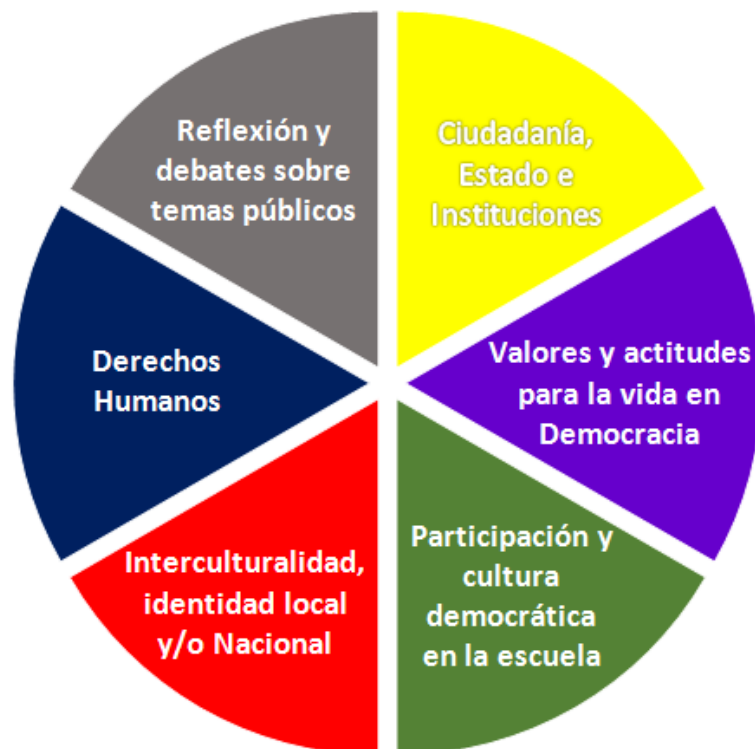 Reflexión y
debates sobre
temas públicos
Ciudadanía,
Estado e
Instituciones
Valores y actitudes
para la vida en
Democracia
Participación y
cultura
democrática
en la escuela
Interculturalidad,
identidad local
y/o Nacional
Derechos
Humanos